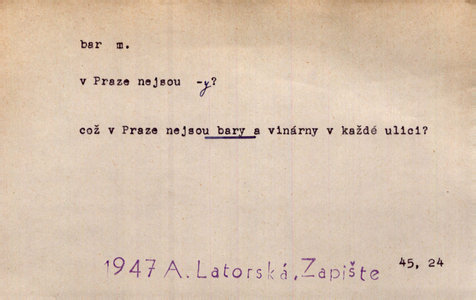 bar m.
v Praze nejsou -y?
což v Praze nejsou bary a vinárny v každé ulici?
1947 A. Latorská, Zapište 45, 24